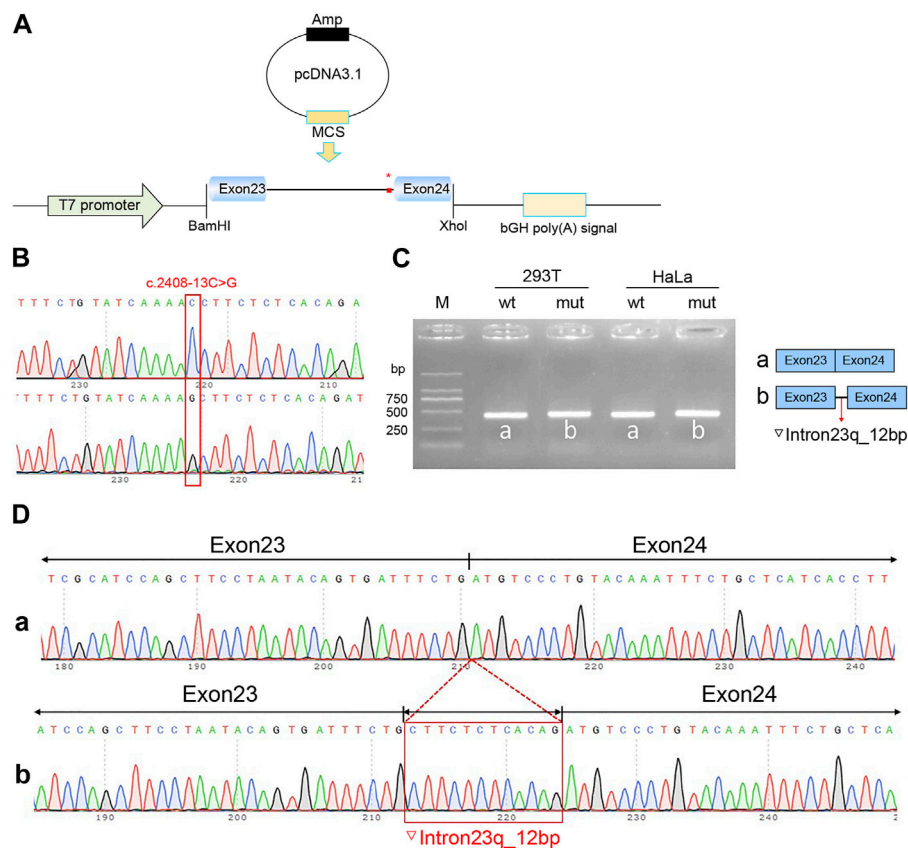 A
Amp
pcDNA3.1
MCS
*
Exon23
Exon24
T7 promoter
BamHI
XhoI
bGH poly(A) signal
B
c.2408-13C>G
T T T C T G T A T C A A A A C C T T C T C T C A C A G A
230 220 210
T T T T C T G T A T C A A A A G C T T C T C T C A C A G A T
230 220 21
C
293T HaLa
M wt mut wt mut
bp
750
500
250
a b a b
a Exon23 Exon24
b Exon23 Exon24
▽Intron23q_12bp
D
Exon23 Exon24
T C G C A T C C A G C T T C C T A A T A C A G T G A T T T C T G A T G T C C C T G T A C A A A T T T C T G C T C A T C A C C T T
a
180 190 200 210 220 230 240
Exon23 Exon24
A T C C A G C T T C C T A A T A C A G T G A T T T C T G C T T C T C T C A C A G A T G T C C C T G T A C A A A T T T C T G C T C A
b
190 200 210 220 230 240
▽Intron23q_12bp